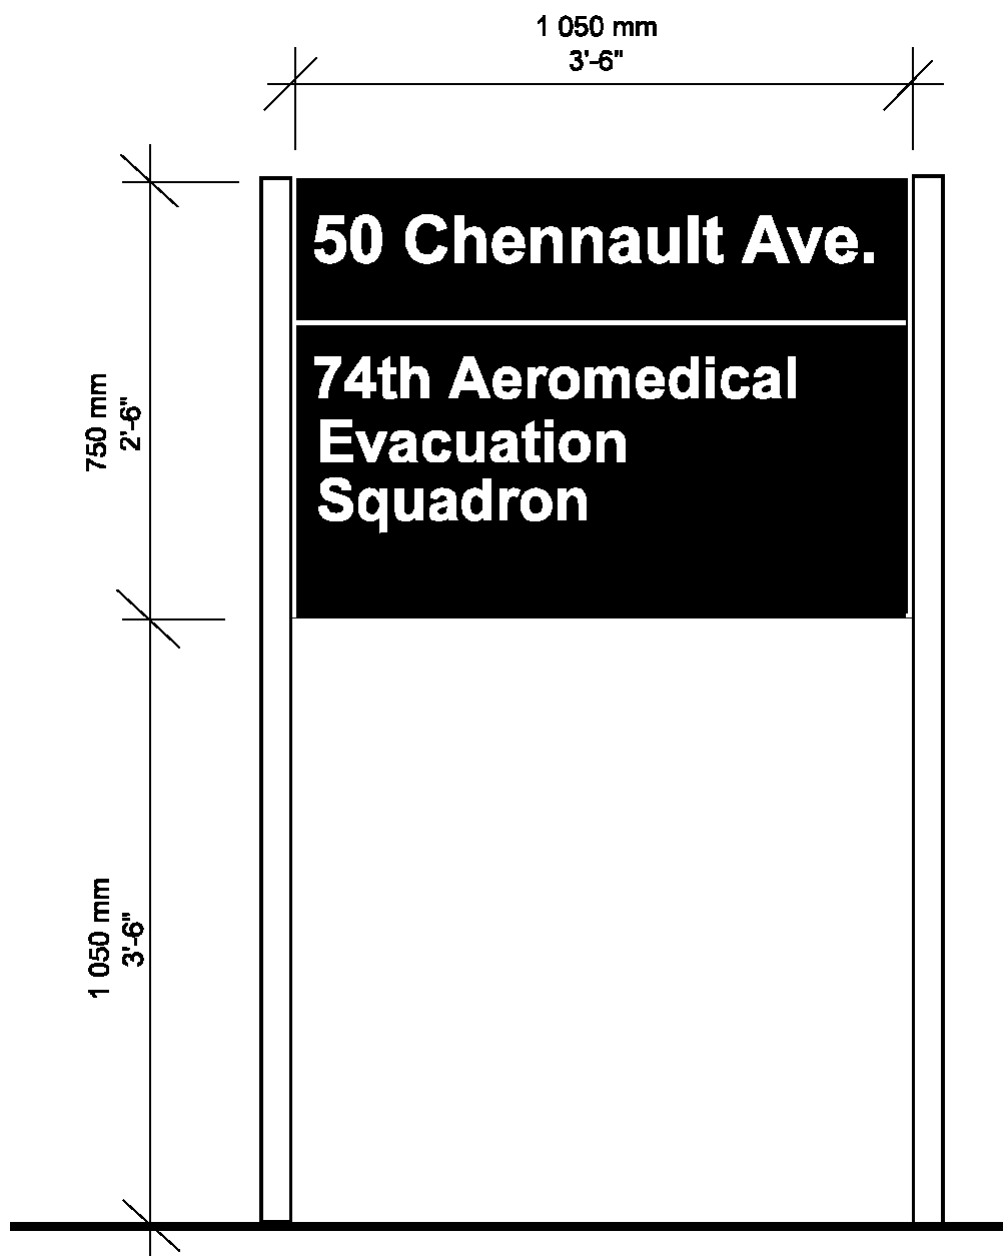 1 050 mm
3'-6"
50 Chennault Ave.
74th Aeromedical
Evacuation
Squadron
750 mm
2'-6"
1 050 mm
3'-6"